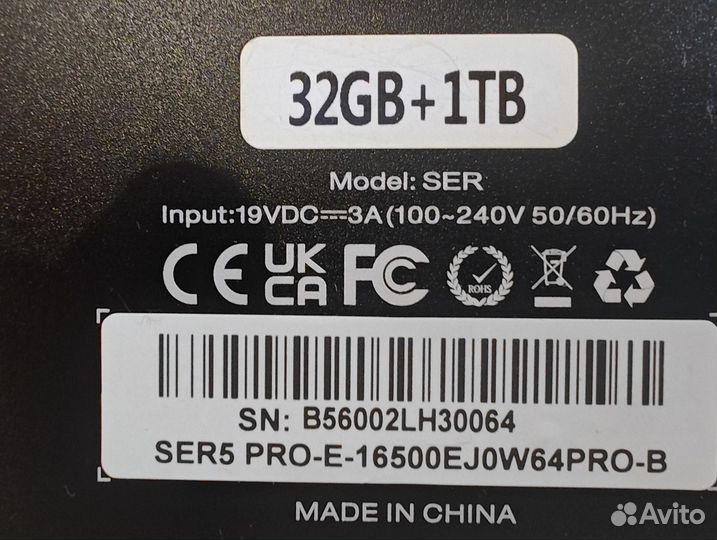 32GB+1TB
Model: SER
Input:19VDC⎓3A(100~240V 50/60Hz)
CE UK CA FC ROHS
SN: B56002LH30064
SER5 PRO-E-16500EJ0W64PRO-B
MADE IN CHINA
Avito